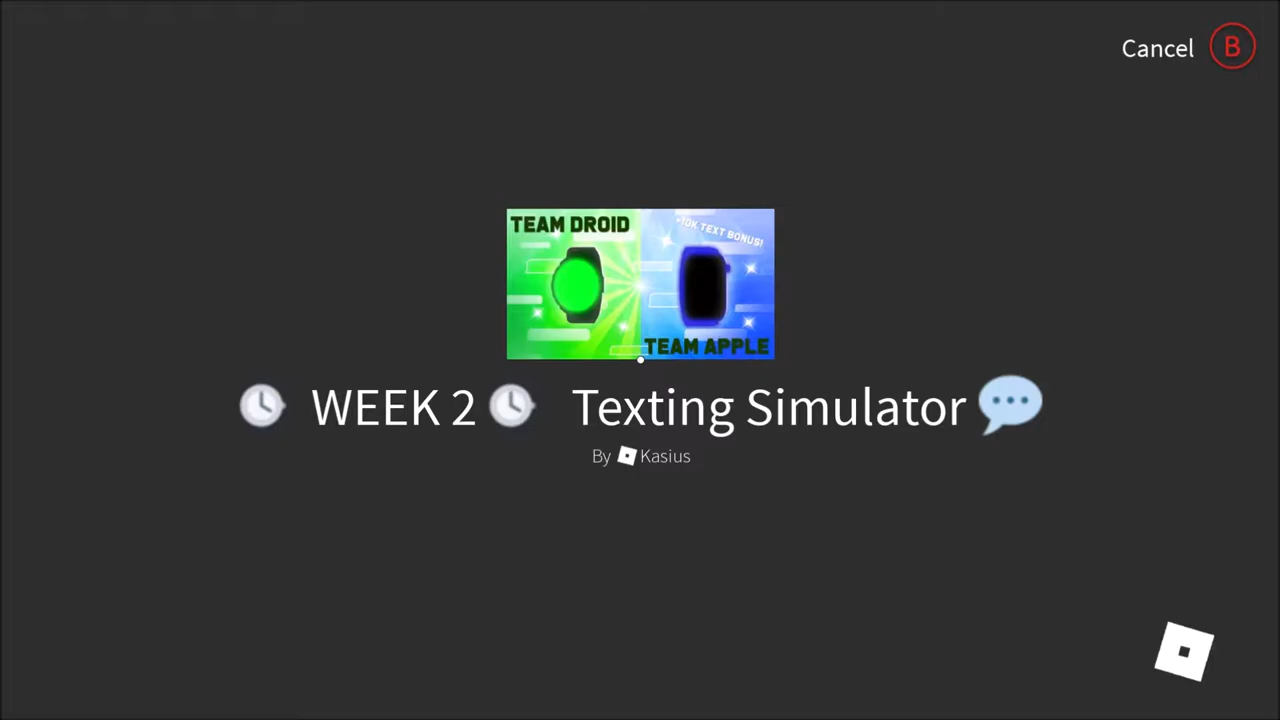 Cancel B
TEAM DROID
+10K TEXT BONUS!
TEAM APPLE
🕓 WEEK 2🕓 Texting Simulator 💬
By Kasius